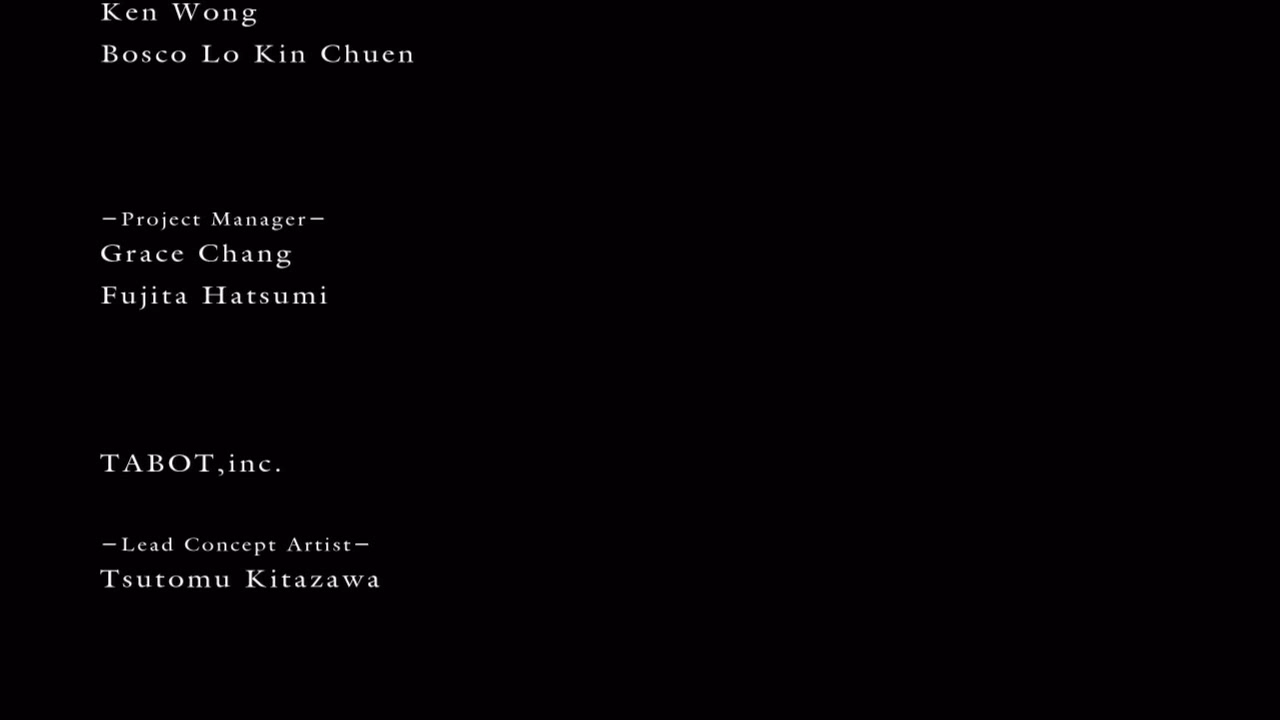 Ken Wong
Bosco Lo Kin Chuen
—Project Manager—
Grace Chang
Fujita Hatsumi
TABOT,inc.
—Lead Concept Artist—
Tsutomu Kitazawa